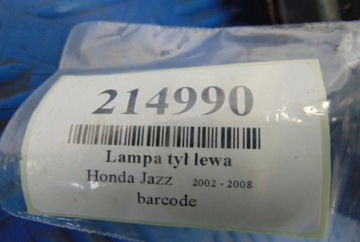 214990
Lampa tył lewa
Honda Jazz 2002 - 2008
barcode